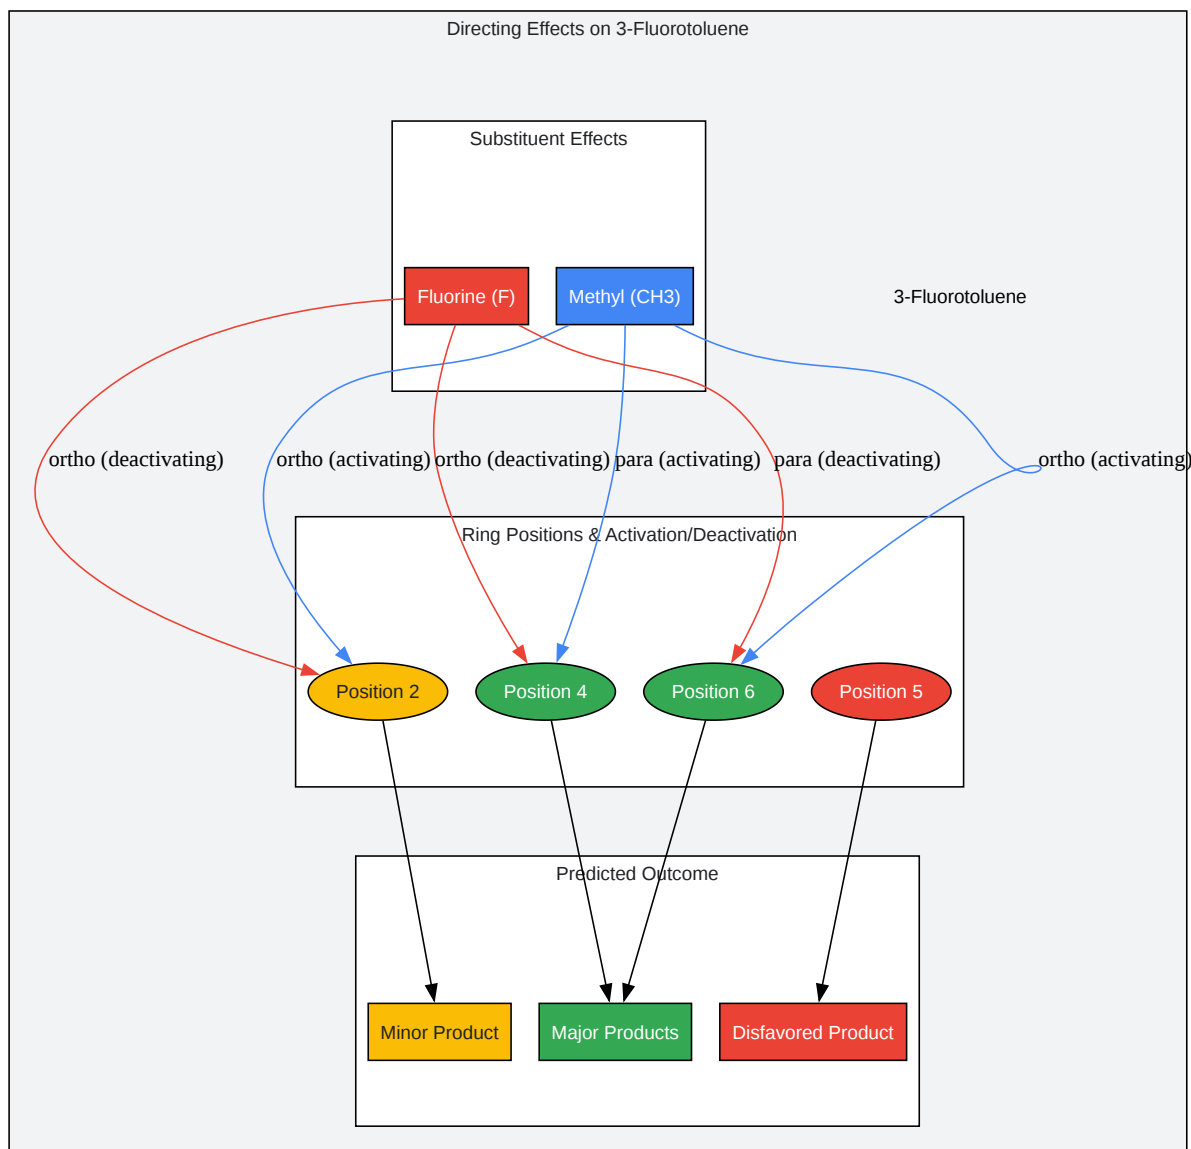 Directing Effects on 3-Fluorotoluene
Substituent Effects
Fluorine (F)
Methyl (CH3)
3-Fluorotoluene
ortho (deactivating)
ortho (activating)
ortho (deactivating)
para (activating)
para (deactivating)
ortho (activating)
Ring Positions & Activation/Deactivation
Position 2
Position 4
Position 6
Position 5
Predicted Outcome
Minor Product
Major Products
Disfavored Product